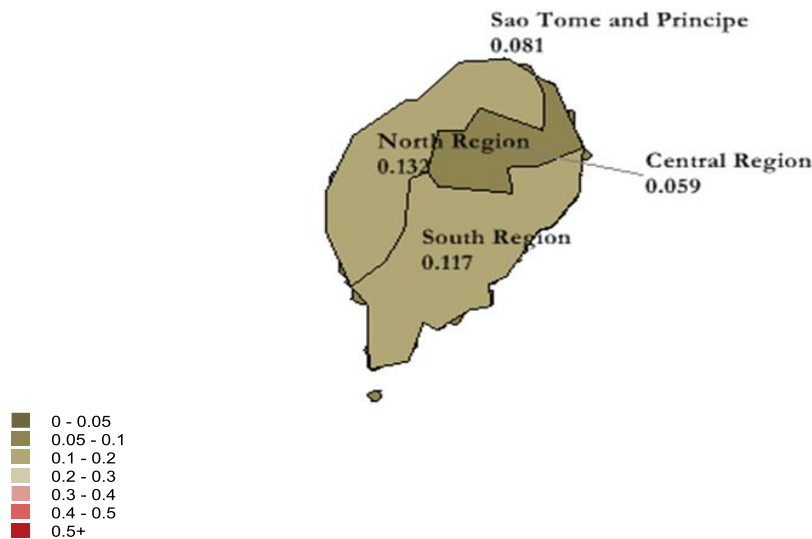 Sao Tome and Principe
0.081
North Region
0.132
Central Region
0.059
South Region
0.117
0 - 0.05
0.05 - 0.1
0.1 - 0.2
0.2 - 0.3
0.3 - 0.4
0.4 - 0.5
0.5+